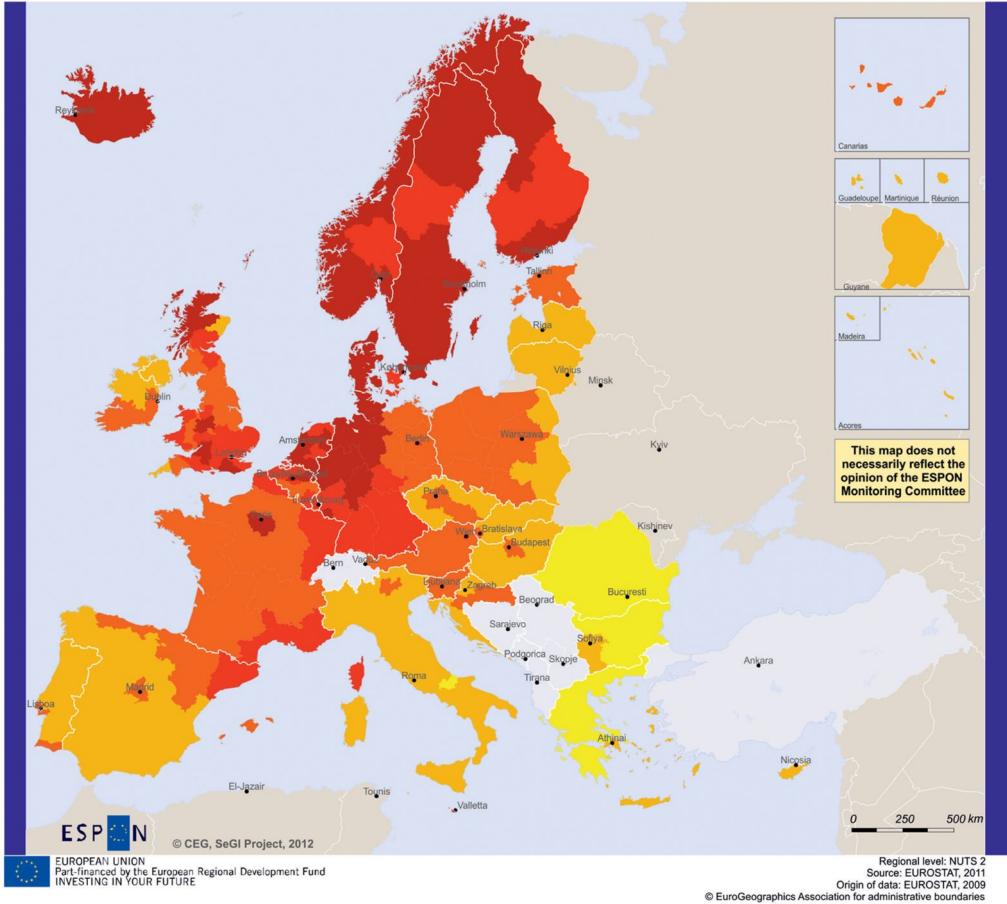 Reykjavik
Canarias
Guadeloupe
Martinique
Réunion
Guyane
Madeira
Acores
This map does not
necessarily reflect the
opinion of the ESPON
Monitoring Committee
Helsinki
Tallinn
Oslo
Stockholm
Riga
Vilnius
Minsk
Kobenhavn
Dublin
Amsterdam
Berlin
Warszawa
London
Kyiv
Praha
Luxembourg
Paris
Wien
Bratislava
Budapest
Kishinev
Bern
Vaduz
Ljubljana
Zagreb
Beograd
Bucuresti
Sarajevo
Sofiya
Podgorica
Skopje
Ankara
Roma
Tirana
Madrid
Lisboa
Athinai
Nicosia
El-Jazair
Tounis
Valletta
0 250 500 km
ESPON
© CEG, SeGI Project, 2012
EUROPEAN UNION
Part-financed by the European Regional Development Fund
INVESTING IN YOUR FUTURE
Regional level: NUTS 2
Source: EUROSTAT, 2011
Origin of data: EUROSTAT, 2009
© EuroGeographics Association for administrative boundaries